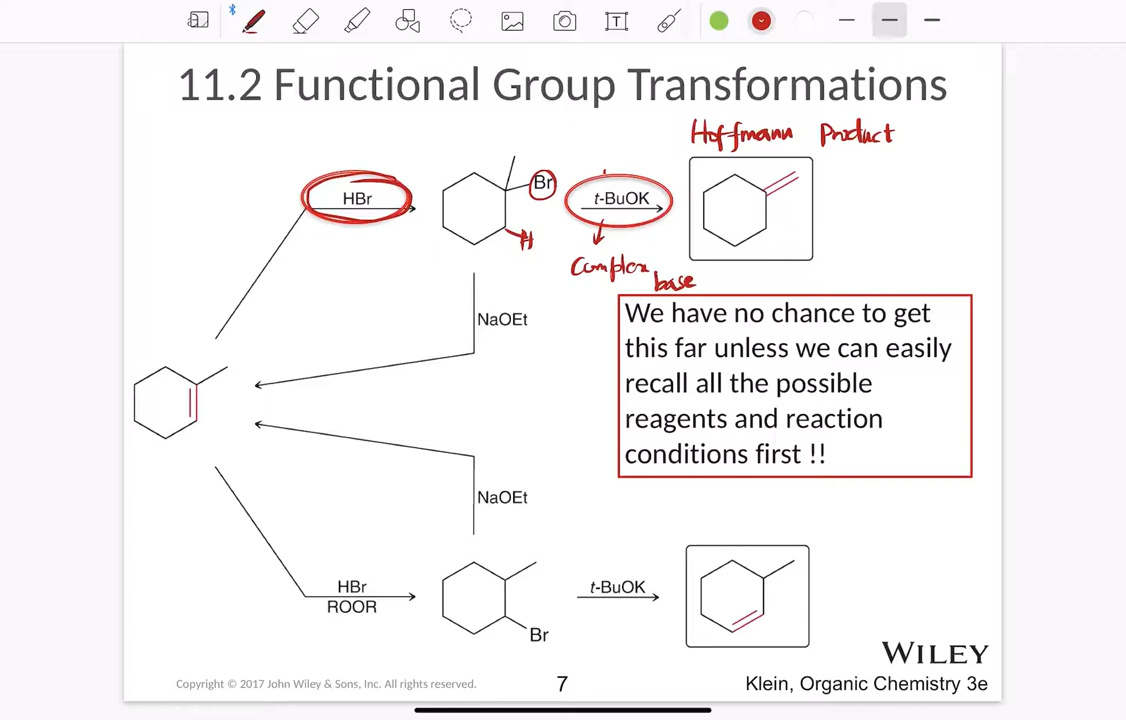 T
11.2 Functional Group Transformations
Hoffmann Product
HBr
Br
t-BuOK
H
Complex
base
NaOEt
We have no chance to get
this far unless we can easily
recall all the possible
reagents and reaction
conditions first !!
NaOEt
HBr
ROOR
Br
t-BuOK
WILEY
Copyright © 2017 John Wiley & Sons, Inc. All rights reserved.
7
Klein, Organic Chemistry 3e